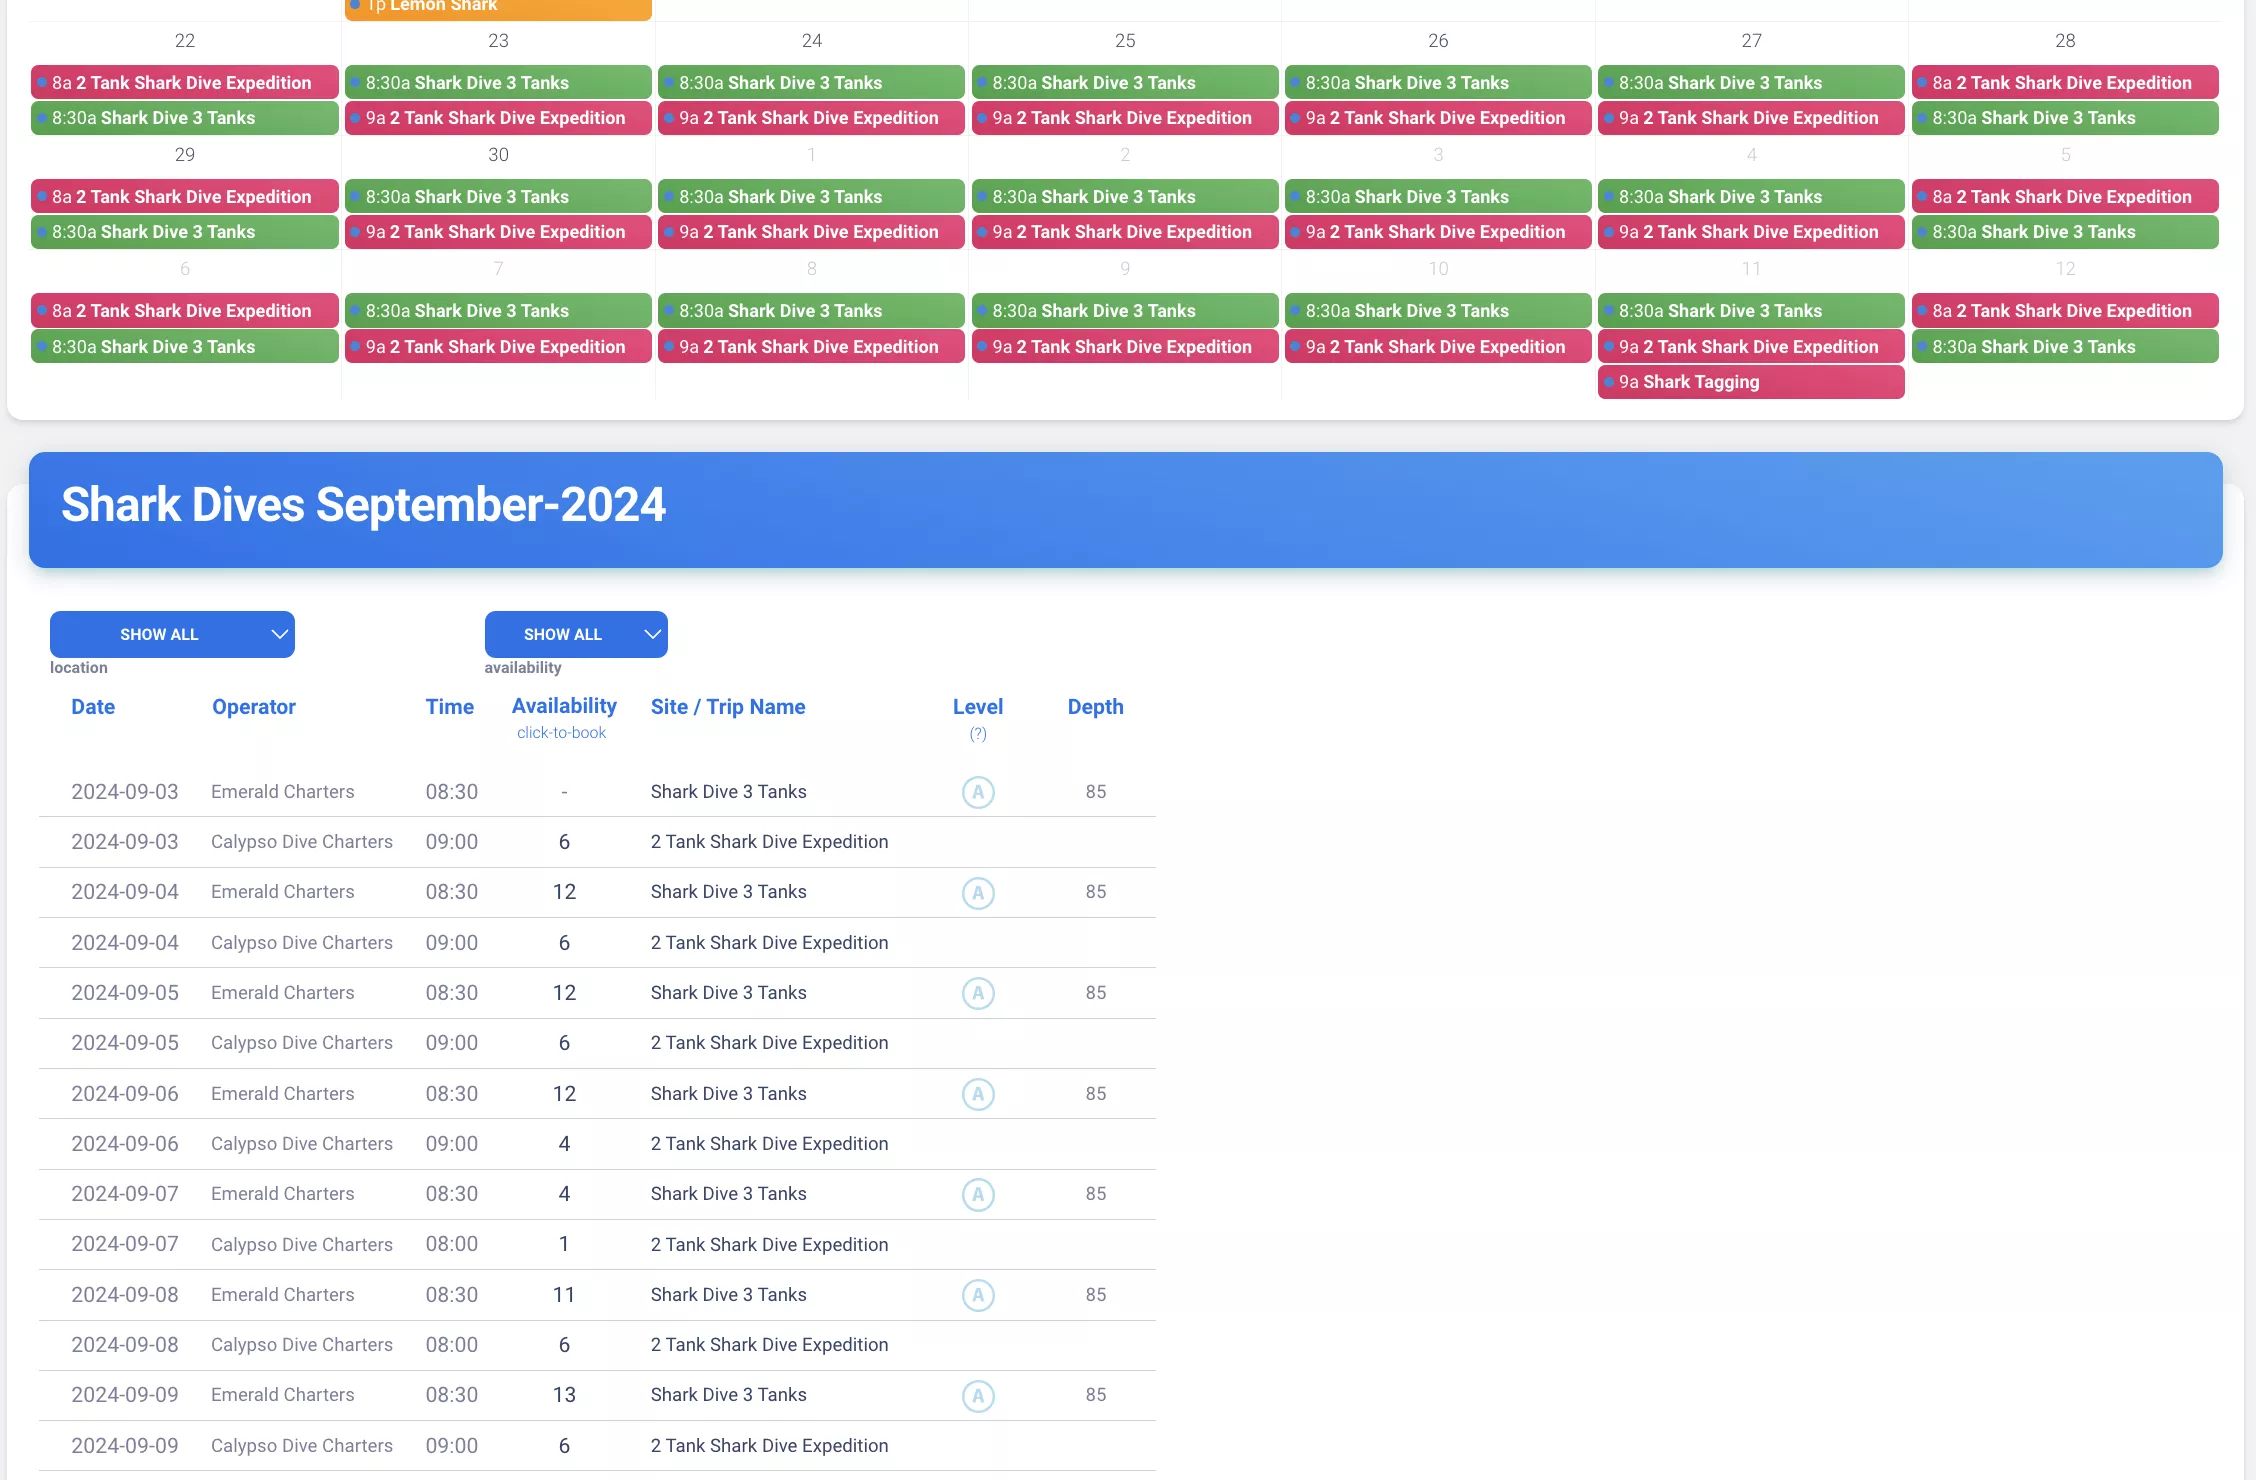 1p Lemon Shark
22 23 24 25 26 27 28
8a 2 Tank Shark Dive Expedition 8:30a Shark Dive 3 Tanks 8:30a Shark Dive 3 Tanks 8:30a Shark Dive 3 Tanks 8:30a Shark Dive 3 Tanks 8:30a Shark Dive 3 Tanks 8a 2 Tank Shark Dive Expedition
8:30a Shark Dive 3 Tanks 9a 2 Tank Shark Dive Expedition 9a 2 Tank Shark Dive Expedition 9a 2 Tank Shark Dive Expedition 9a 2 Tank Shark Dive Expedition 9a 2 Tank Shark Dive Expedition 8:30a Shark Dive 3 Tanks
29 30 1 2 3 4 5
8a 2 Tank Shark Dive Expedition 8:30a Shark Dive 3 Tanks 8:30a Shark Dive 3 Tanks 8:30a Shark Dive 3 Tanks 8:30a Shark Dive 3 Tanks 8:30a Shark Dive 3 Tanks 8a 2 Tank Shark Dive Expedition
8:30a Shark Dive 3 Tanks 9a 2 Tank Shark Dive Expedition 9a 2 Tank Shark Dive Expedition 9a 2 Tank Shark Dive Expedition 9a 2 Tank Shark Dive Expedition 9a 2 Tank Shark Dive Expedition 8:30a Shark Dive 3 Tanks
6 7 8 9 10 11 12
8a 2 Tank Shark Dive Expedition 8:30a Shark Dive 3 Tanks 8:30a Shark Dive 3 Tanks 8:30a Shark Dive 3 Tanks 8:30a Shark Dive 3 Tanks 8:30a Shark Dive 3 Tanks 8a 2 Tank Shark Dive Expedition
8:30a Shark Dive 3 Tanks 9a 2 Tank Shark Dive Expedition 9a 2 Tank Shark Dive Expedition 9a 2 Tank Shark Dive Expedition 9a 2 Tank Shark Dive Expedition 9a 2 Tank Shark Dive Expedition 8:30a Shark Dive 3 Tanks
9a Shark Tagging
Shark Dives September-2024
SHOW ALL SHOW ALL
location availability
Date Operator Time Availability Site / Trip Name Level Depth
click-to-book (?)
2024-09-03 Emerald Charters 08:30 - Shark Dive 3 Tanks A 85
2024-09-03 Calypso Dive Charters 09:00 6 2 Tank Shark Dive Expedition
2024-09-04 Emerald Charters 08:30 12 Shark Dive 3 Tanks A 85
2024-09-04 Calypso Dive Charters 09:00 6 2 Tank Shark Dive Expedition
2024-09-05 Emerald Charters 08:30 12 Shark Dive 3 Tanks A 85
2024-09-05 Calypso Dive Charters 09:00 6 2 Tank Shark Dive Expedition
2024-09-06 Emerald Charters 08:30 12 Shark Dive 3 Tanks A 85
2024-09-06 Calypso Dive Charters 09:00 4 2 Tank Shark Dive Expedition
2024-09-07 Emerald Charters 08:30 4 Shark Dive 3 Tanks A 85
2024-09-07 Calypso Dive Charters 08:00 1 2 Tank Shark Dive Expedition
2024-09-08 Emerald Charters 08:30 11 Shark Dive 3 Tanks A 85
2024-09-08 Calypso Dive Charters 08:00 6 2 Tank Shark Dive Expedition
2024-09-09 Emerald Charters 08:30 13 Shark Dive 3 Tanks A 85
2024-09-09 Calypso Dive Charters 09:00 6 2 Tank Shark Dive Expedition